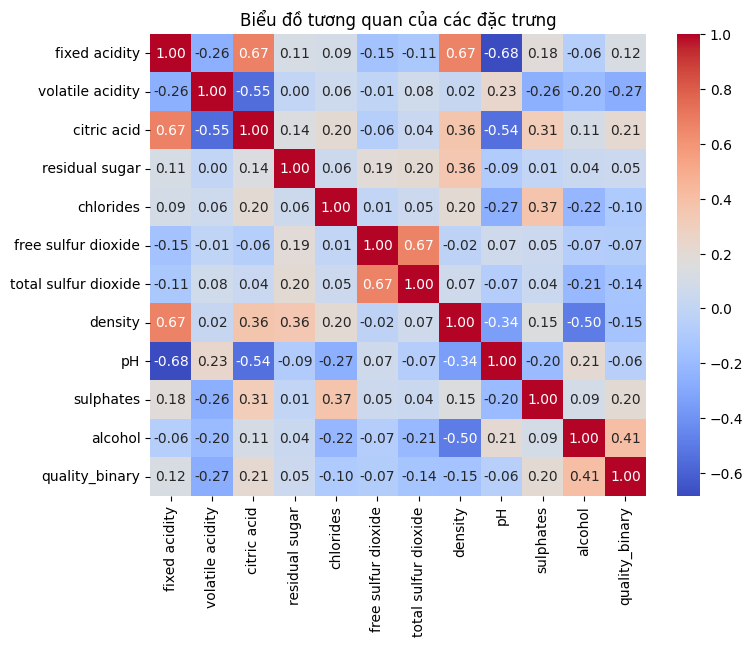 Biểu đồ tương quan của các đặc trưng
fixed acidity 1.00 -0.26 0.67 0.11 0.09 -0.15 -0.11 0.67 -0.68 0.18 -0.06 0.12
volatile acidity -0.26 1.00 -0.55 0.00 0.06 -0.01 0.08 0.02 0.23 -0.26 -0.20 -0.27
citric acid 0.67 -0.55 1.00 0.14 0.20 -0.06 0.04 0.36 -0.54 0.31 0.11 0.21
residual sugar 0.11 0.00 0.14 1.00 0.06 0.19 0.20 0.36 -0.09 0.01 0.04 0.05
chlorides 0.09 0.06 0.20 0.06 1.00 0.01 0.05 0.20 -0.27 0.37 -0.22 -0.10
free sulfur dioxide -0.15 -0.01 -0.06 0.19 0.01 1.00 0.67 -0.02 0.07 0.05 -0.07 -0.07
total sulfur dioxide -0.11 0.08 0.04 0.20 0.05 0.67 1.00 0.07 -0.07 0.04 -0.21 -0.14
density 0.67 0.02 0.36 0.36 0.20 -0.02 0.07 1.00 -0.34 0.15 -0.50 -0.15
pH -0.68 0.23 -0.54 -0.09 -0.27 0.07 -0.07 -0.34 1.00 -0.20 0.21 -0.06
sulphates 0.18 -0.26 0.31 0.01 0.37 0.05 0.04 0.15 -0.20 1.00 0.09 0.20
alcohol -0.06 -0.20 0.11 0.04 -0.22 -0.07 -0.21 -0.50 0.21 0.09 1.00 0.41
quality_binary 0.12 -0.27 0.21 0.05 -0.10 -0.07 -0.14 -0.15 -0.06 0.20 0.41 1.00
fixed acidity
volatile acidity
citric acid
residual sugar
chlorides
free sulfur dioxide
total sulfur dioxide
density
pH
sulphates
alcohol
quality_binary
1.0
0.8
0.6
0.4
0.2
0.0
−0.2
−0.4
−0.6